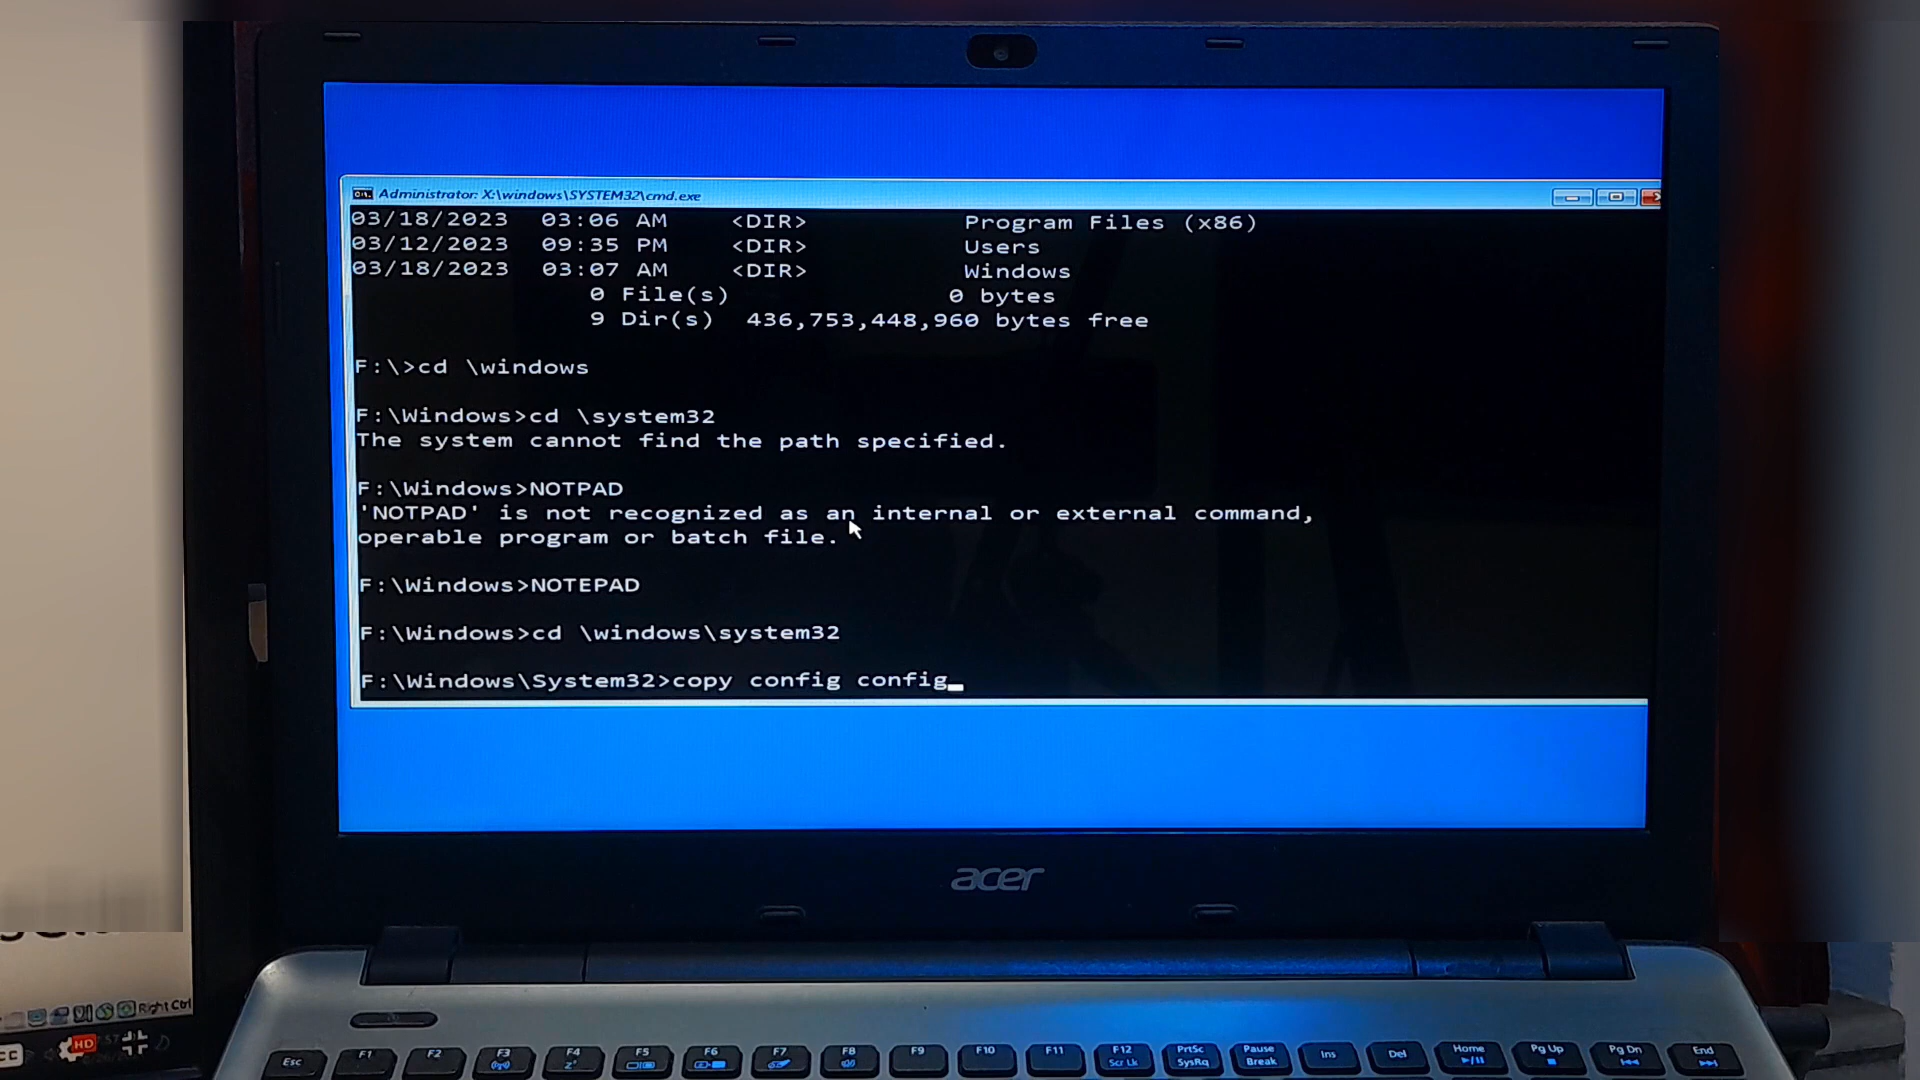 Administrator: X:\windows\SYSTEM32\cmd.exe
03/18/2023 03:06 AM <DIR> Program Files (x86)
03/12/2023 09:35 PM <DIR> Users
03/18/2023 03:07 AM <DIR> Windows
0 File(s) 0 bytes
9 Dir(s) 436,753,448,960 bytes free
F:\>cd \windows
F:\Windows>cd \system32
The system cannot find the path specified.
F:\Windows>NOTPAD
'NOTPAD' is not recognized as an internal or external command,
operable program or batch file.
F:\Windows>NOTEPAD
F:\Windows>cd \windows\system32
F:\Windows\System32>copy config config
acer
Right Ctrl
CC HD
Esc F1 F2 F3 F4 F5 F6 F7 F8 F9 F10 F11 F12 PrtSc Pause Ins Del Home Pg Up Pg Dn End
Scr Lk SysRq Break